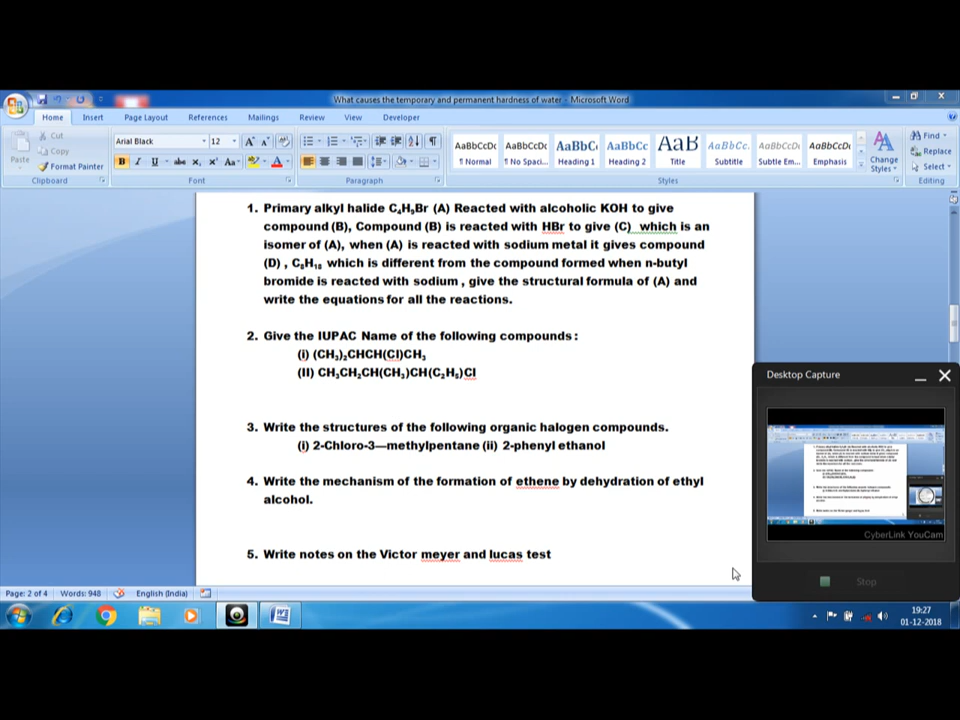 What causes the temporary and permanent hardness of water - Microsoft Word
Home Insert Page Layout References Mailings Review View Developer
Paste
Cut
Copy
Format Painter
Clipboard
Arial Black 12
Font
Paragraph
AaBbCcDc AaBbCcDc AaBbC AaBbCc AaB AaBbCc. AaBbCcDc AaBbCcDc
¶ Normal ¶ No Spaci... Heading 1 Heading 2 Title Subtitle Subtle Em... Emphasis
Change Styles
Styles
Find
Replace
Select
Editing
1. Primary alkyl halide C₄H₉Br (A) Reacted with alcoholic KOH to give
compound (B), Compound (B) is reacted with HBr to give (C) which is an
isomer of (A), when (A) is reacted with sodium metal it gives compound
(D) , C₈H₁₈ which is different from the compound formed when n-butyl
bromide is reacted with sodium , give the structural formula of (A) and
write the equations for all the reactions.
2. Give the IUPAC Name of the following compounds :
(i) (CH₃)₂CHCH(Cl)CH₃
(II) CH₃CH₂CH(CH₃)CH(C₂H₅)Cl
3. Write the structures of the following organic halogen compounds.
(i) 2-Chloro-3—methylpentane (ii) 2-phenyl ethanol
4. Write the mechanism of the formation of ethene by dehydration of ethyl
alcohol.
5. Write notes on the Victor meyer and lucas test
Desktop Capture
CyberLink YouCam
Stop
Page: 2 of 4 Words: 948 English (India)
19:27
01-12-2018